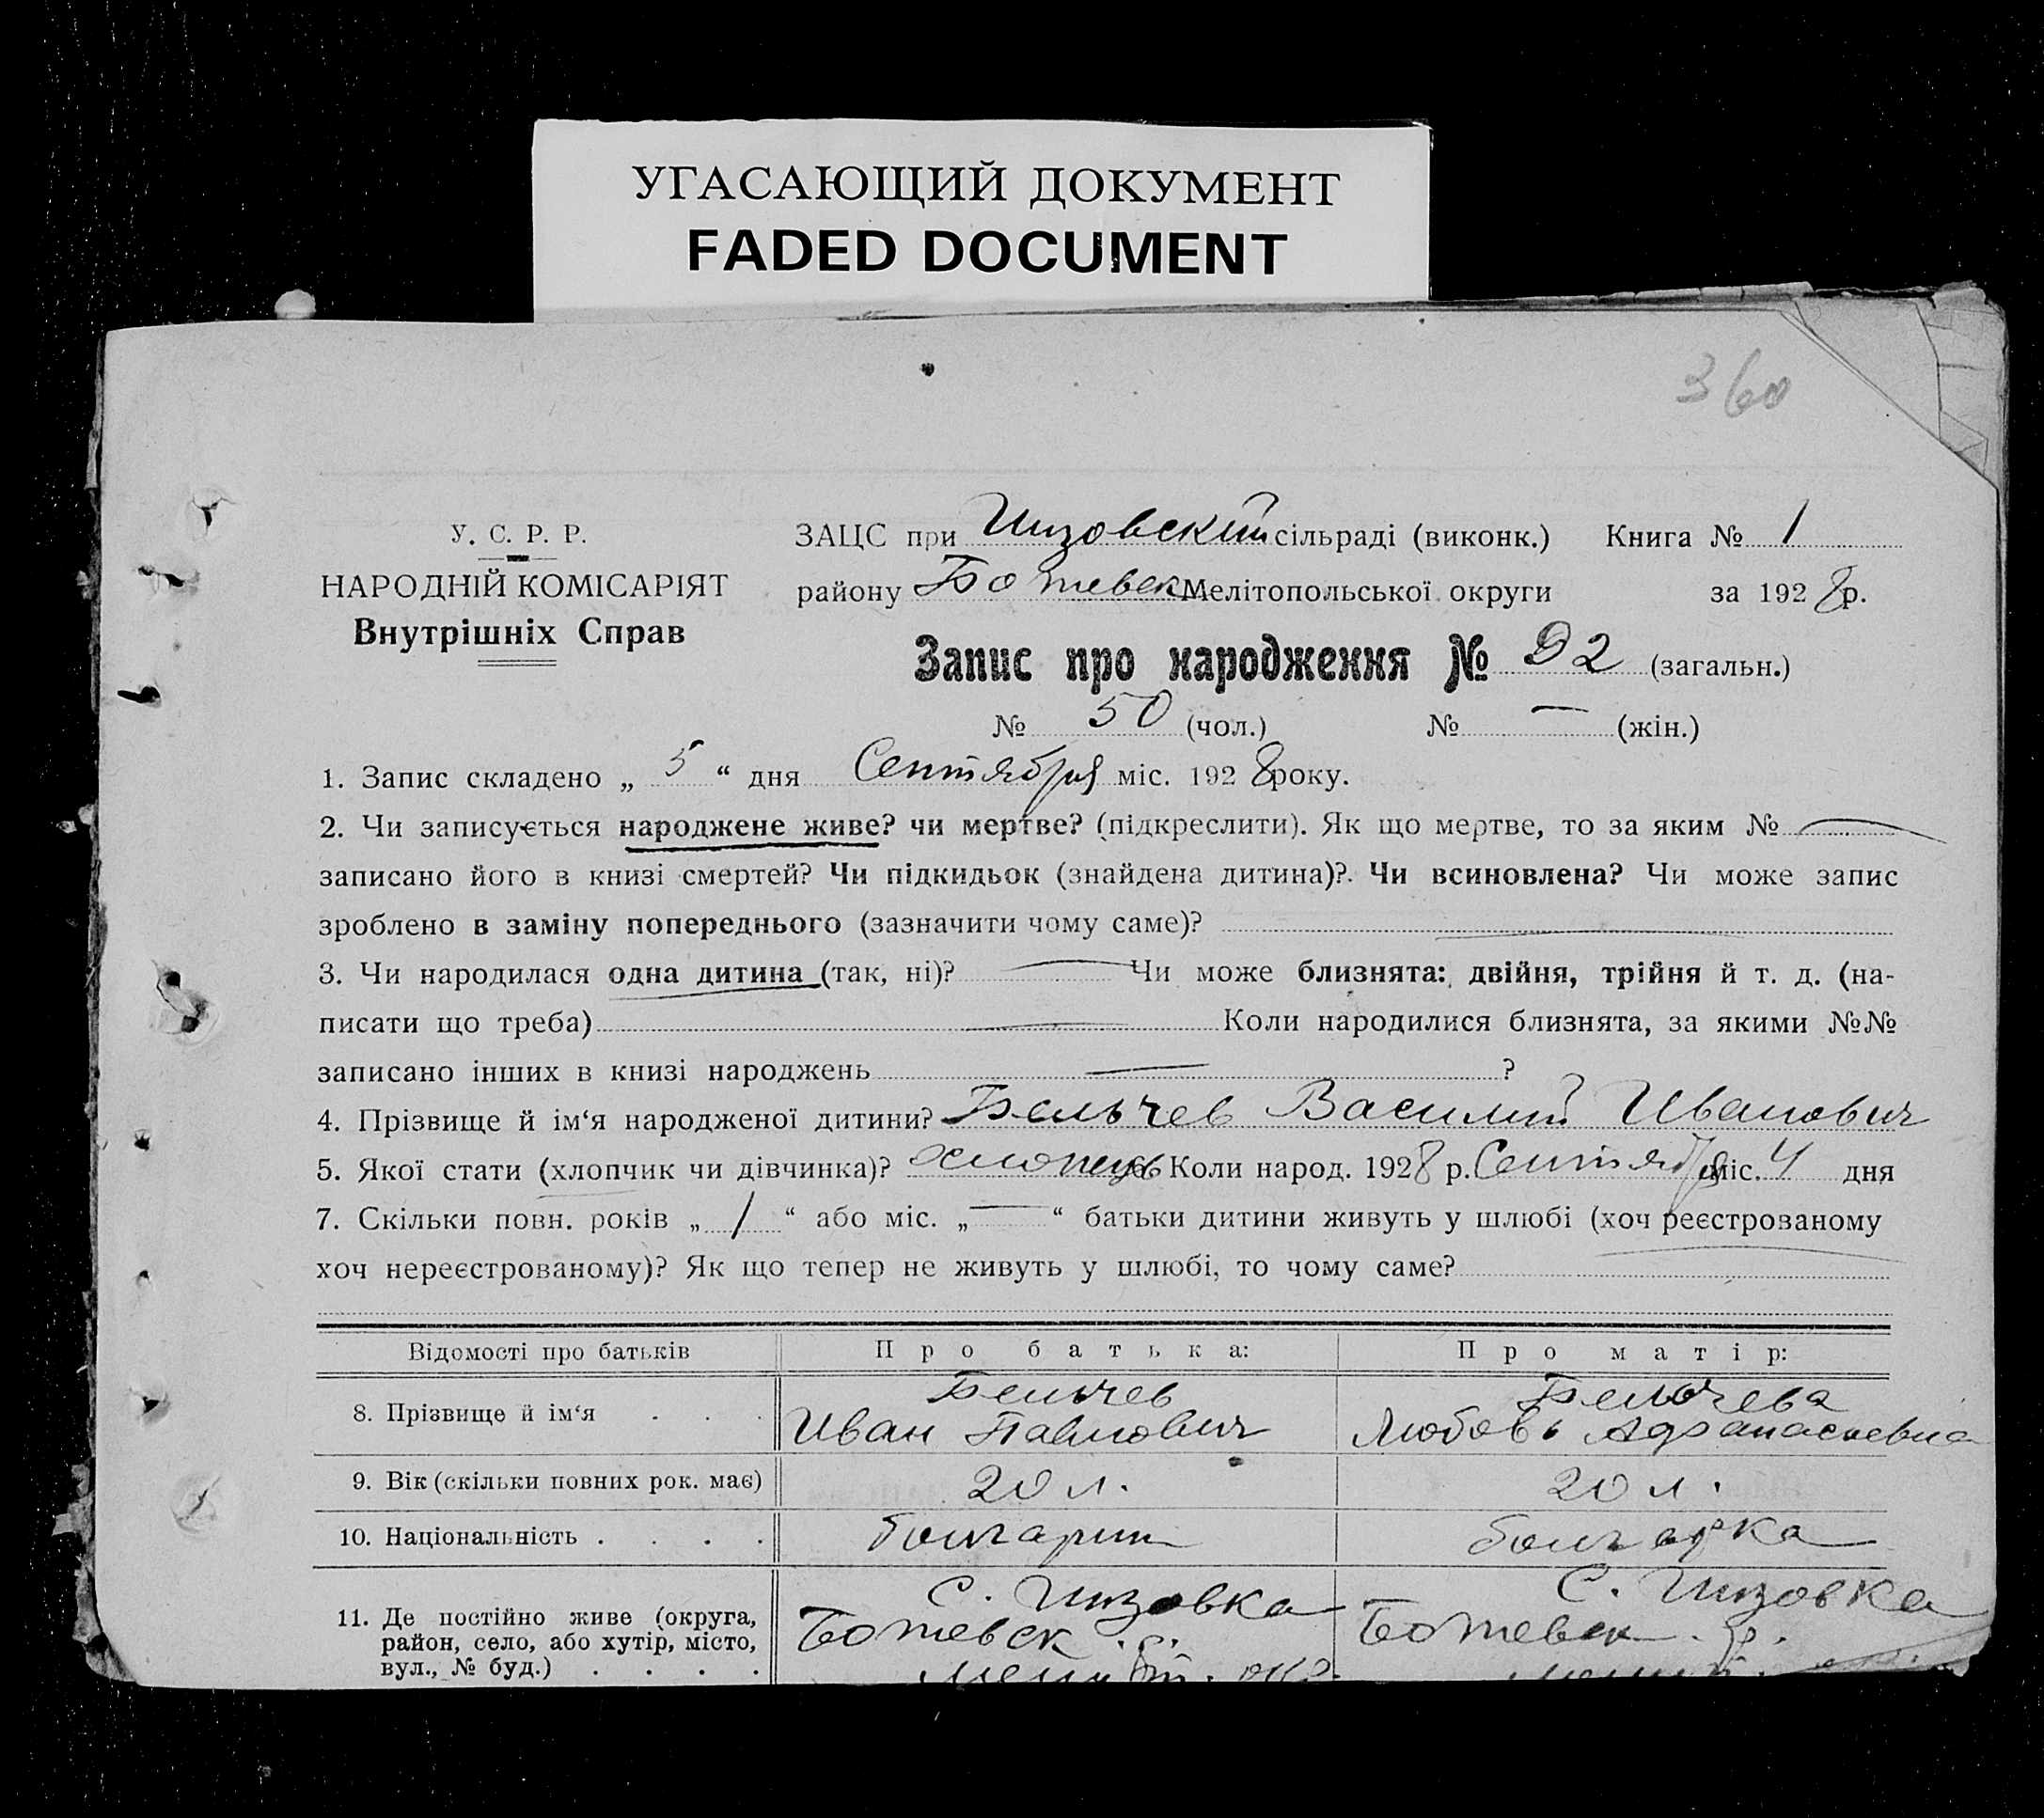 УГАСАЮЩИЙ ДОКУМЕНТ
FADED DOCUMENT
360
У. С. Р. Р.
НАРОДНІЙ КОМІСАРІЯТ
Внутрішніх Справ
ЗАЦС при Гизовскій сільраді (виконк.) Книга № 1
району Ботевск Мелітопольської округи за 1928 р.
Запис про народження № 92 (загальн.)
№ 50 (чол.) № — (жін.)
1. Запис складено „ 5 “ дня Сентября міс. 1928 року.
2. Чи записується народжене живе? чи мертве? (підкреслити). Як що мертве, то за яким № —
записано його в книзі смертей? Чи підкидьок (знайдена дитина)?. Чи всиновлена? Чи може запис
зроблено в заміну попереднього (зазначити чому саме)? —
3. Чи народилася одна дитина (так, ні)? — Чи може близнята: двійня, трійня й т. д. (на-
писати що треба) — Коли народилися близнята, за якими №№
записано інших в книзі народжень — ?
4. Прізвище й ім‘я народженої дитини? Бельчев Василий Иванович
5. Якої стати (хлопчик чи дівчинка)? Хлопець 6. Коли народ. 1928 р. Сентября міс. 4 дня
7. Скільки повн. років „ 1 “ або міс. „ — “ батьки дитини живуть у шлюбі (хоч реєстрованому
хоч нереєстрованому)? Як що тепер не живуть у шлюбі, то чому саме?
Відомості про батьків Про батька: Про матір:
8. Прізвище й ім‘я . . . Бельчев Иван Павлович Бельчева Любовь Афанасиевна
9. Вік (скільки повних рок. має) 20 л. 20 л.
10. Національність . . . . болгарин болгарка
11. Де постійно живе (округа, район, село, або хутір, місто, вул., № буд.) . . . . С. Гизовка Ботевск. р. Мелит. окр. С. Гизовка Ботевск. р. Мелит.